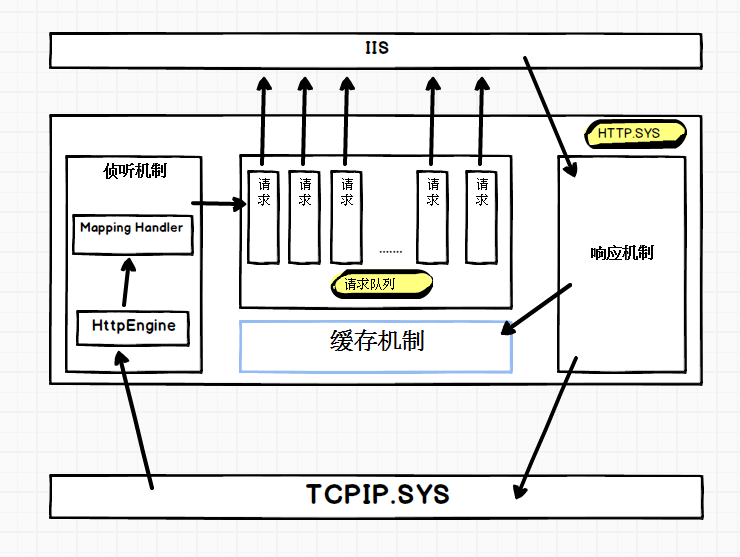 IIS
HTTP.SYS
侦听机制
Mapping Handler
HttpEngine
请求
请求
请求
.......
请求
请求
请求队列
缓存机制
响应机制
TCPIP.SYS